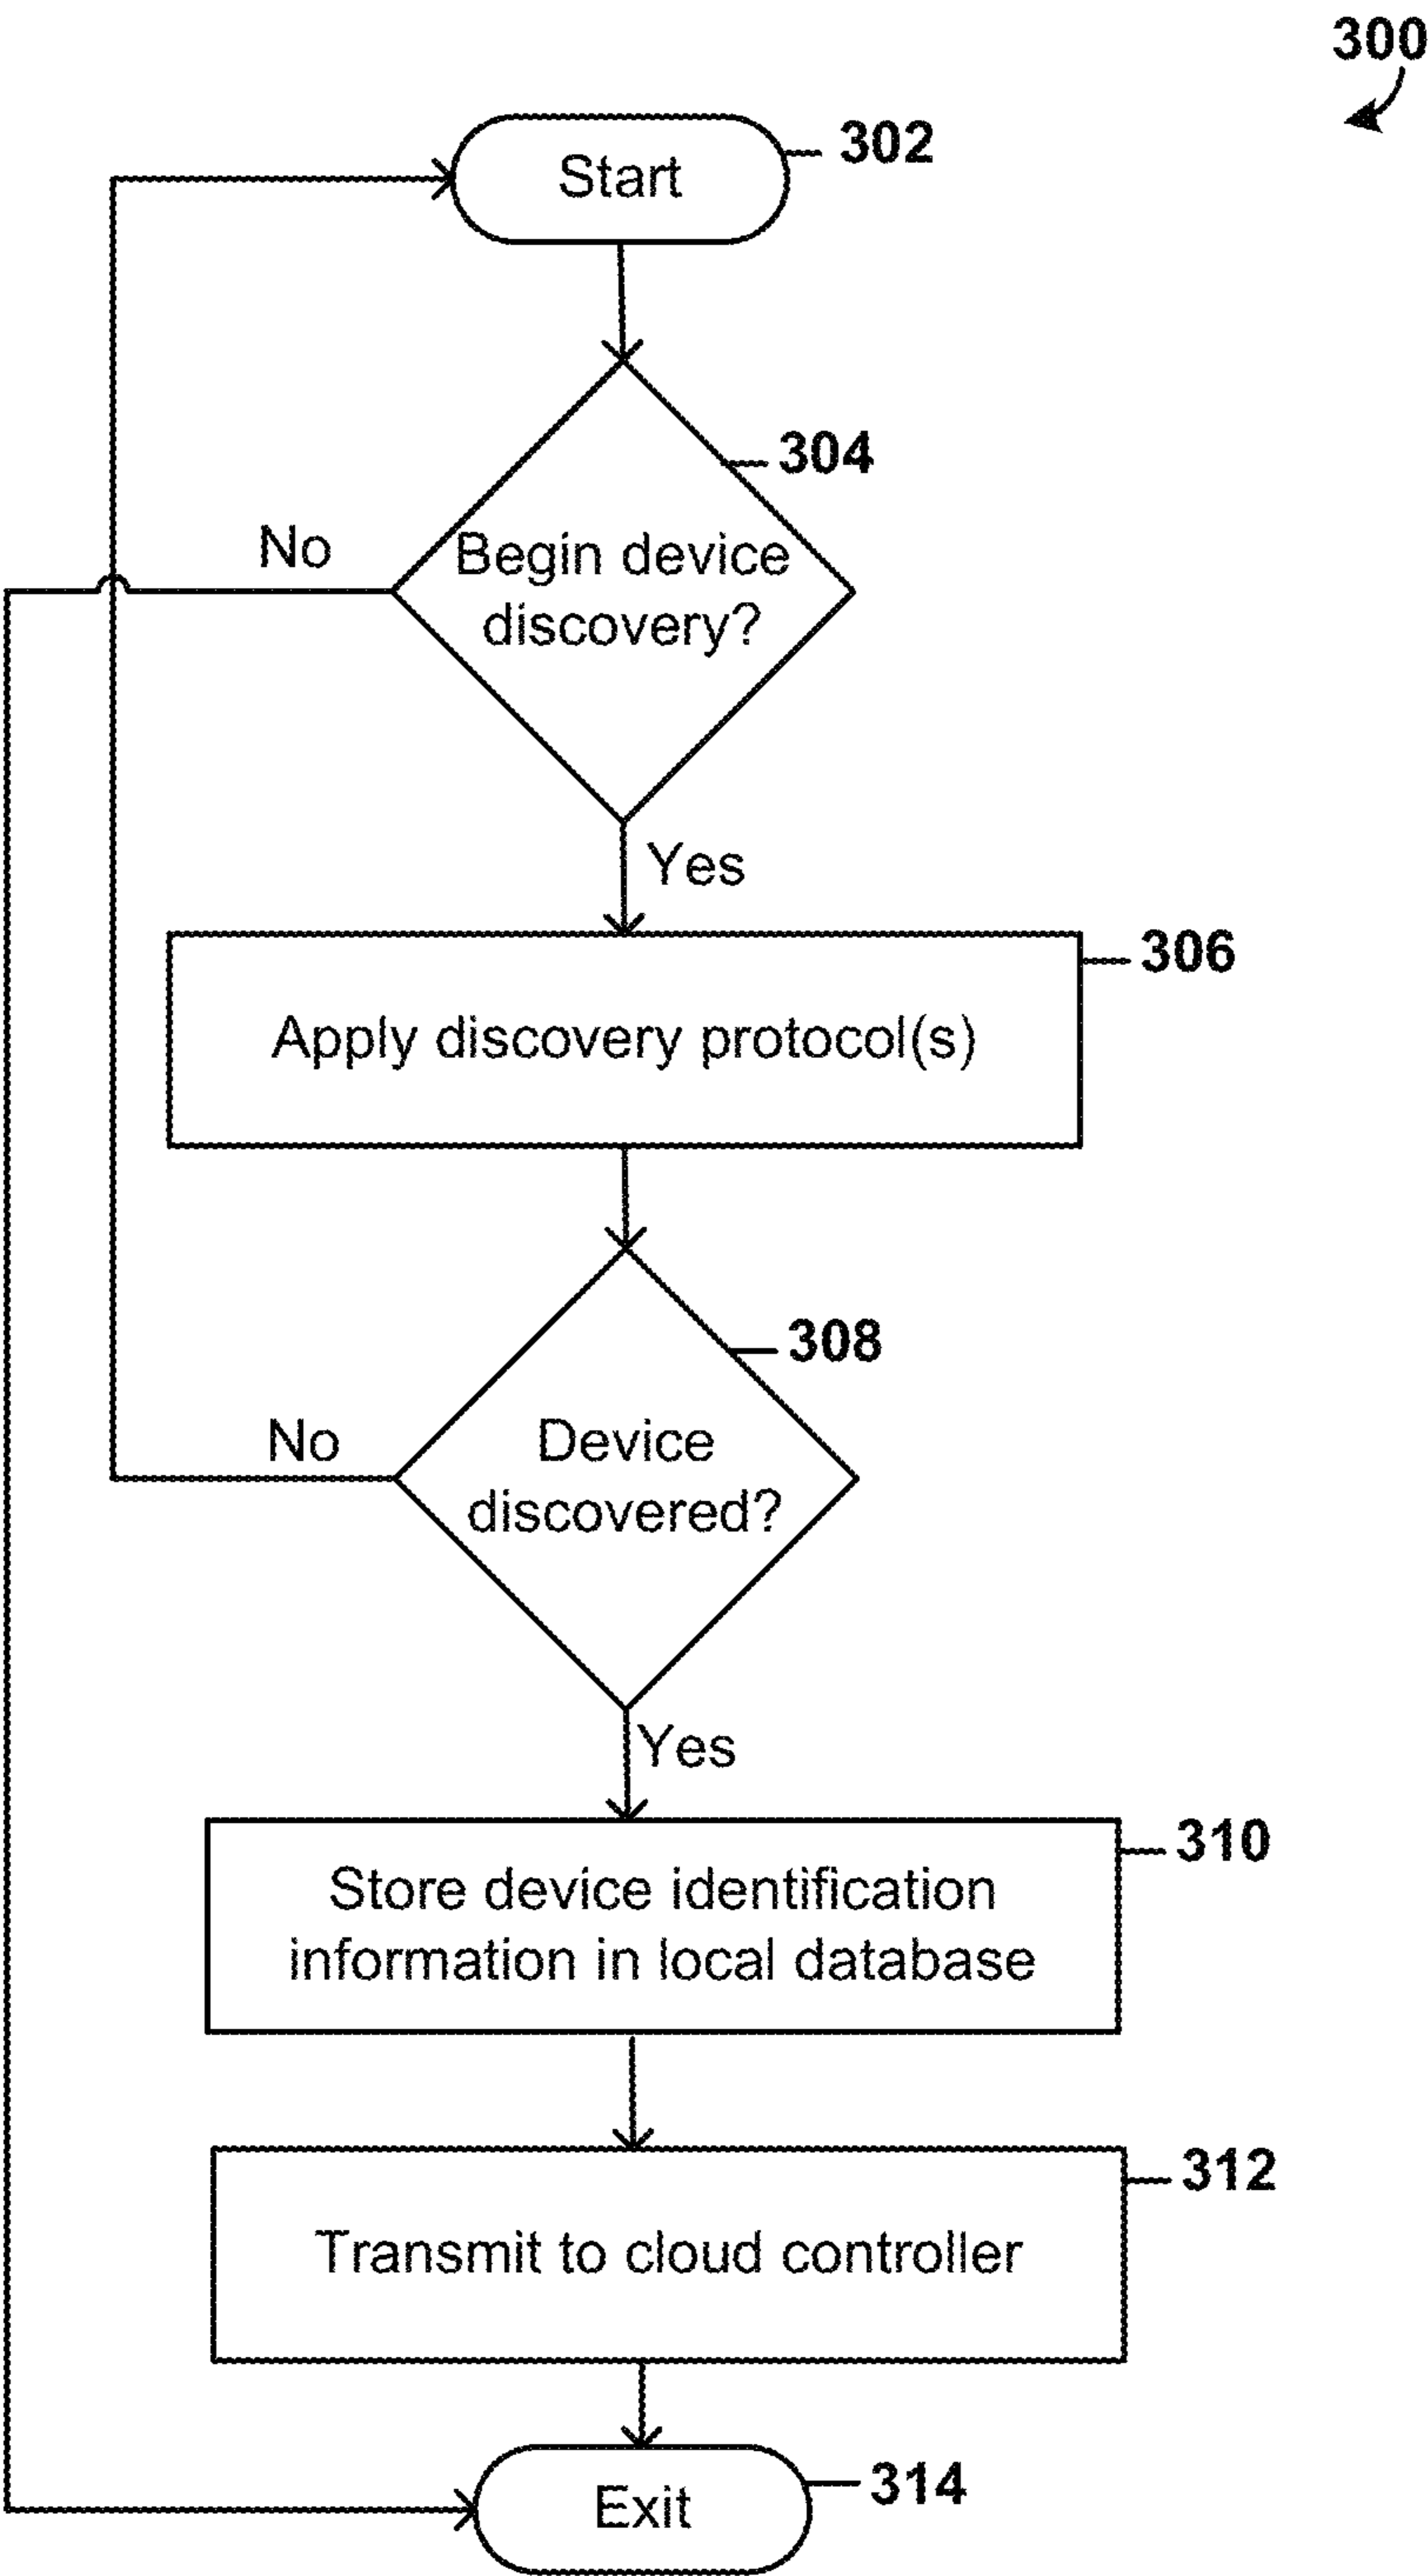 300
Start
302
304
Begin device
discovery?
No
Yes
306
Apply discovery protocol(s)
308
Device
discovered?
No
Yes
310
Store device identification
information in local database
312
Transmit to cloud controller
314
Exit